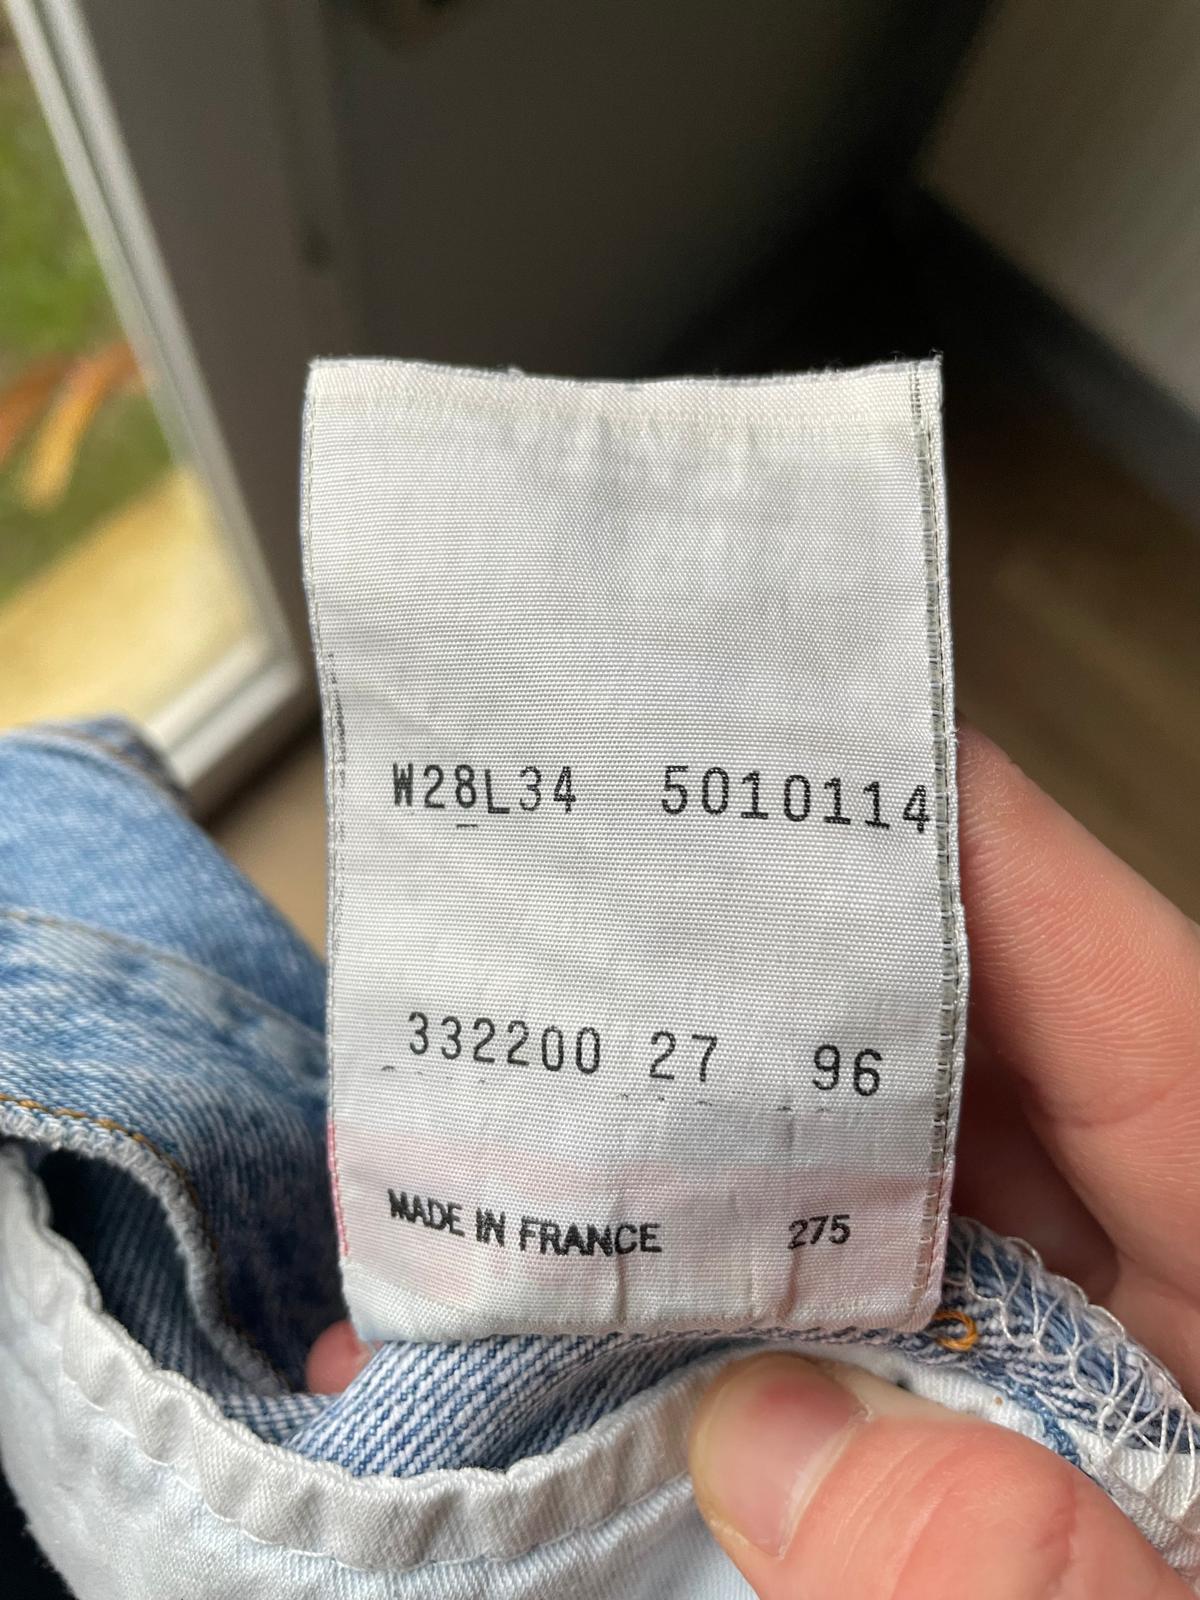 W28L34 5010114
332200 27 96
MADE IN FRANCE 275